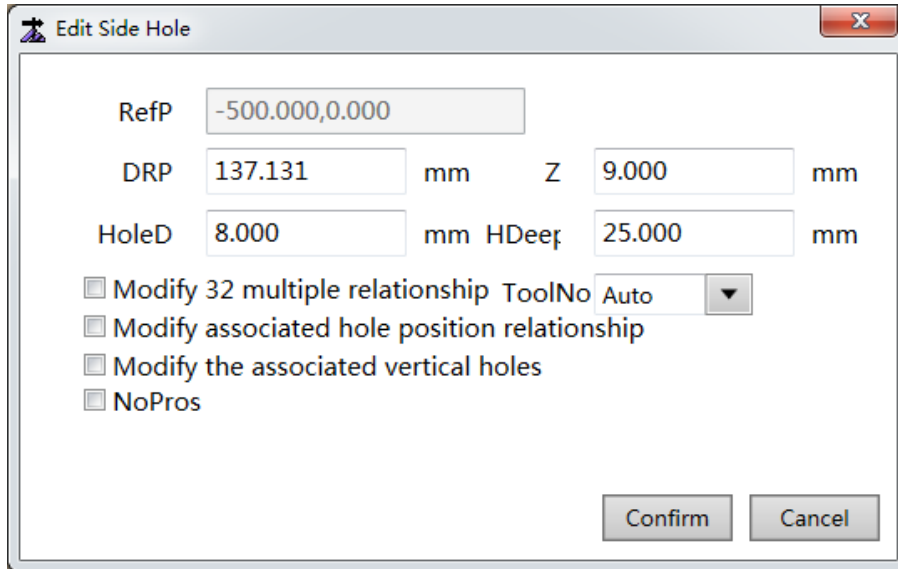 Edit Side Hole
RefP -500.000,0.000
DRP 137.131 mm Z 9.000 mm
HoleD 8.000 mm HDeep 25.000 mm
Modify 32 multiple relationship ToolNo Auto
Modify associated hole position relationship
Modify the associated vertical holes
NoPros
Confirm Cancel